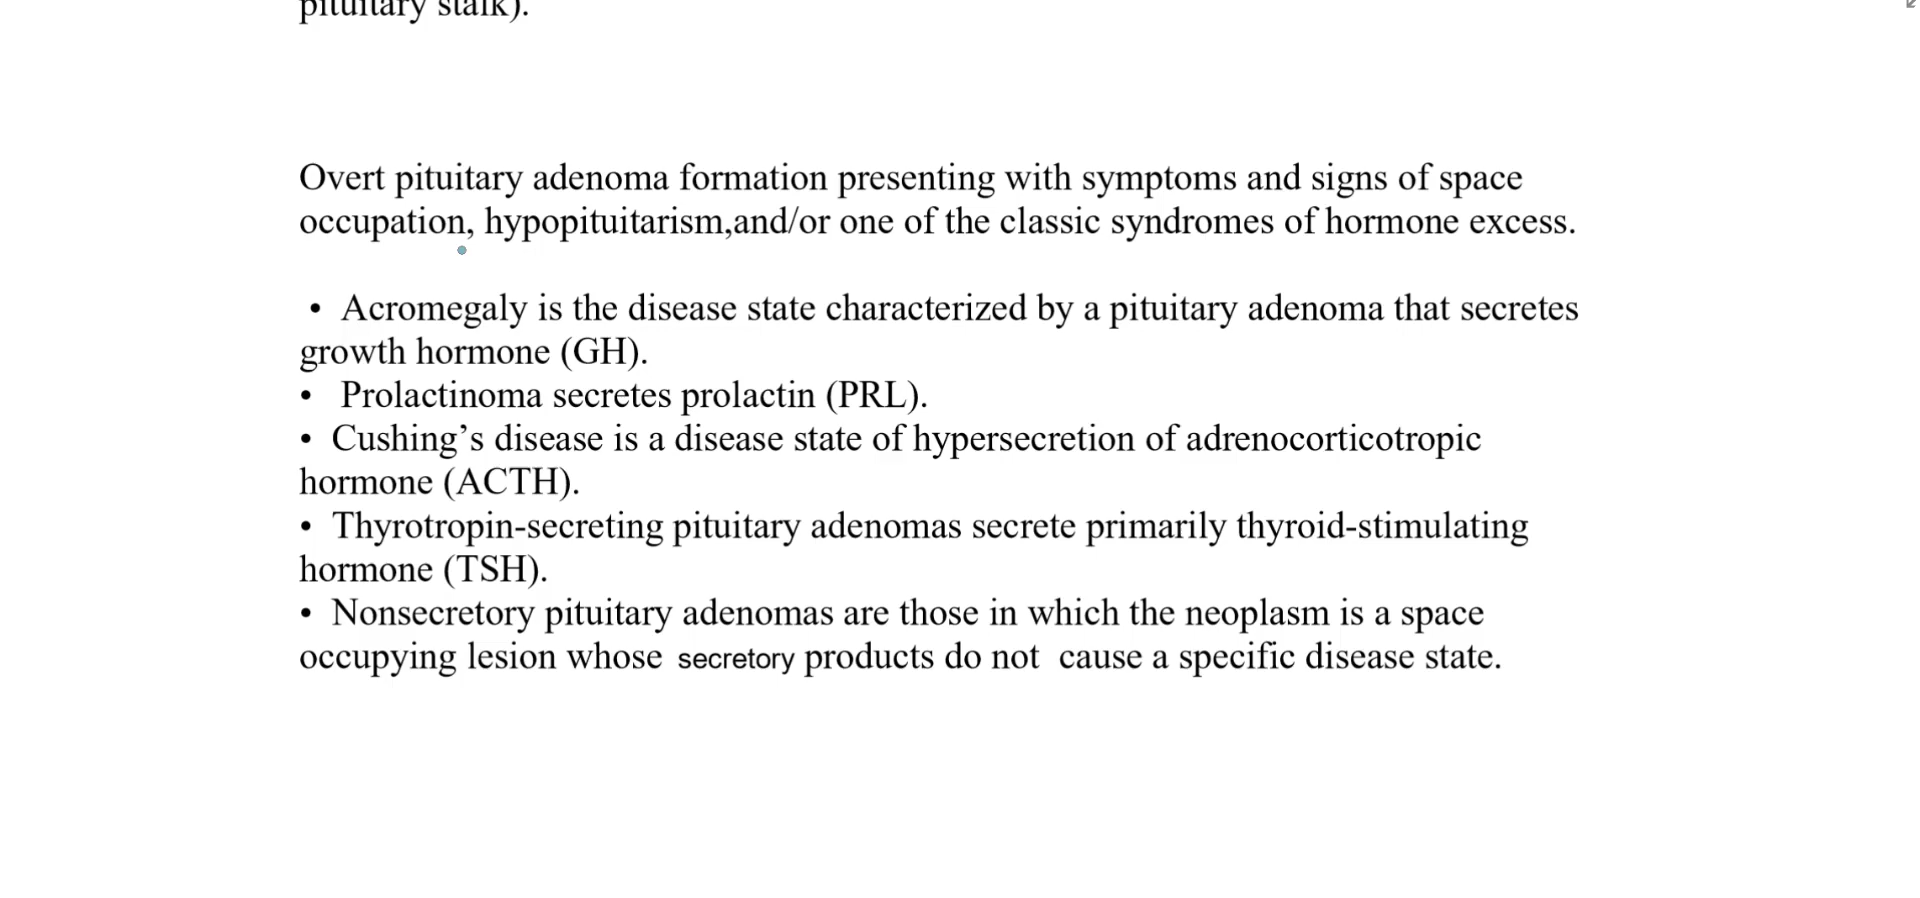 pituitary stalk).
Overt pituitary adenoma formation presenting with symptoms and signs of space
occupation, hypopituitarism,and/or one of the classic syndromes of hormone excess.
• Acromegaly is the disease state characterized by a pituitary adenoma that secretes
growth hormone (GH).
• Prolactinoma secretes prolactin (PRL).
• Cushing’s disease is a disease state of hypersecretion of adrenocorticotropic
hormone (ACTH).
• Thyrotropin-secreting pituitary adenomas secrete primarily thyroid-stimulating
hormone (TSH).
• Nonsecretory pituitary adenomas are those in which the neoplasm is a space
occupying lesion whose secretory products do not cause a specific disease state.